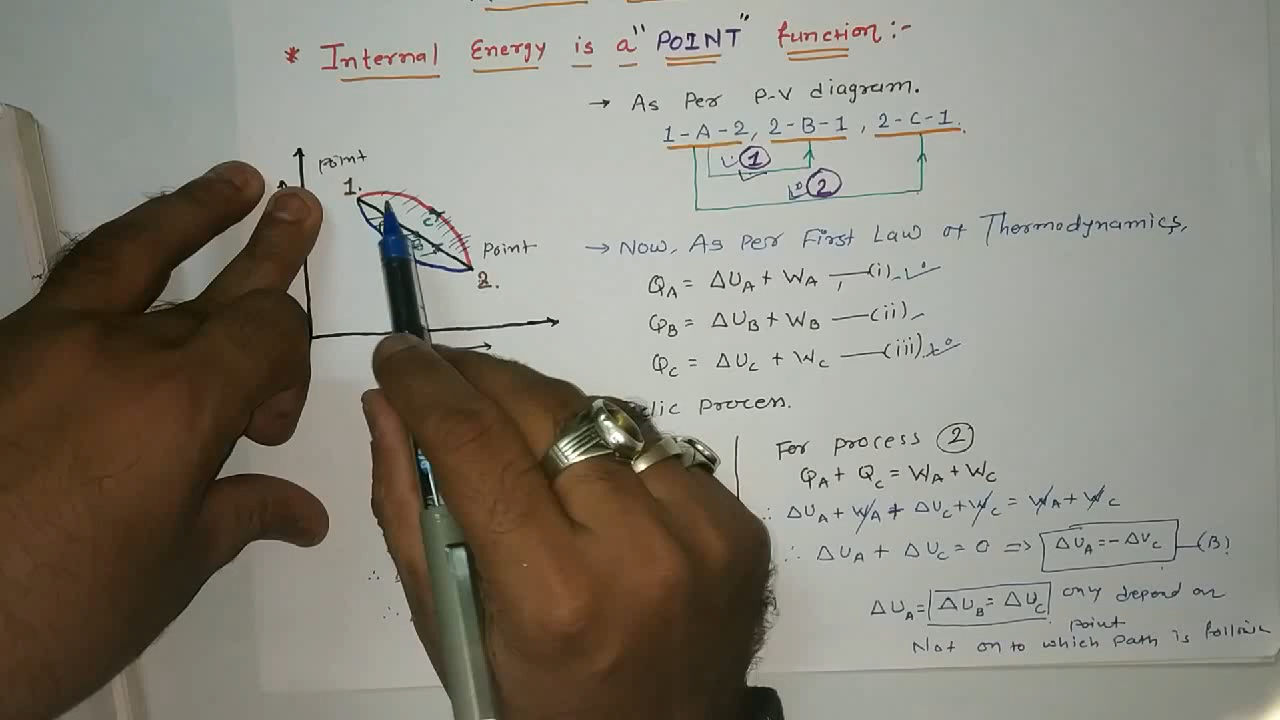 * Internal Energy is a "POINT" function :-
→ As Per P-V diagram.
1-A-2, 2-B-1, 2-C-1.
1
2
Point
1.
C
B
Point
2.
→ Now, As Per First Law of Thermodynamics,
QA = ΔUA + WA —(i)
QB = ΔUB + WB —(ii)
QC = ΔUC + WC —(iii)
Process.
For process 2
QA + QC = WA + WC
∴ ΔUA + WA + ΔUC + WC = WA + WC
∴ ΔUA + ΔUC = 0 ⇒ ΔUA = -ΔUC —(B)
ΔUA = ΔUB = ΔUC only depend on
point
Not on to which path is